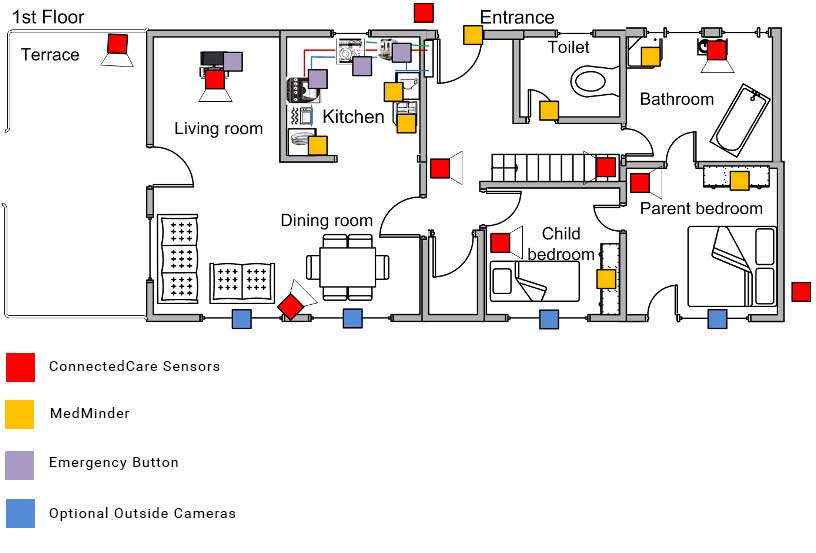 1st Floor
Entrance
Terrace
Toilet
Living room
Kitchen
Bathroom
Dining room
Child
bedroom
Parent bedroom
ConnectedCare Sensors
MedMinder
Emergency Button
Optional Outside Cameras